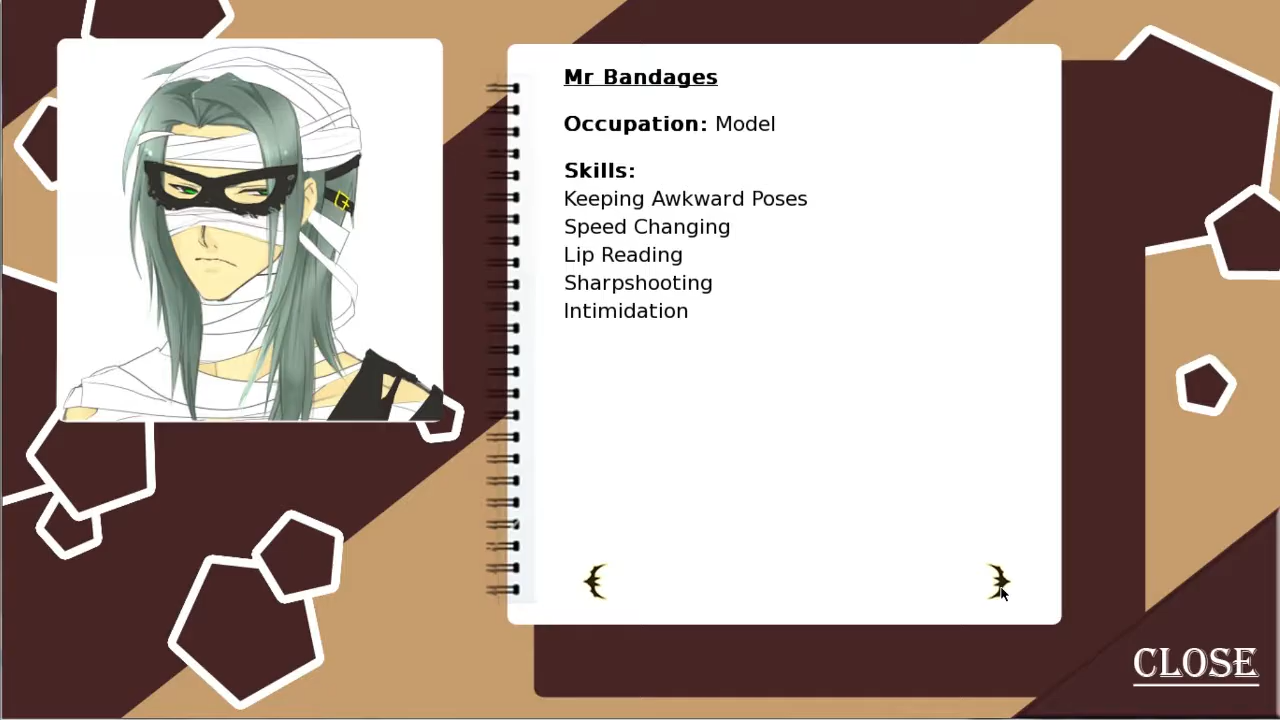 Mr Bandages
Occupation: Model
Skills:
Keeping Awkward Poses
Speed Changing
Lip Reading
Sharpshooting
Intimidation
CLOSE